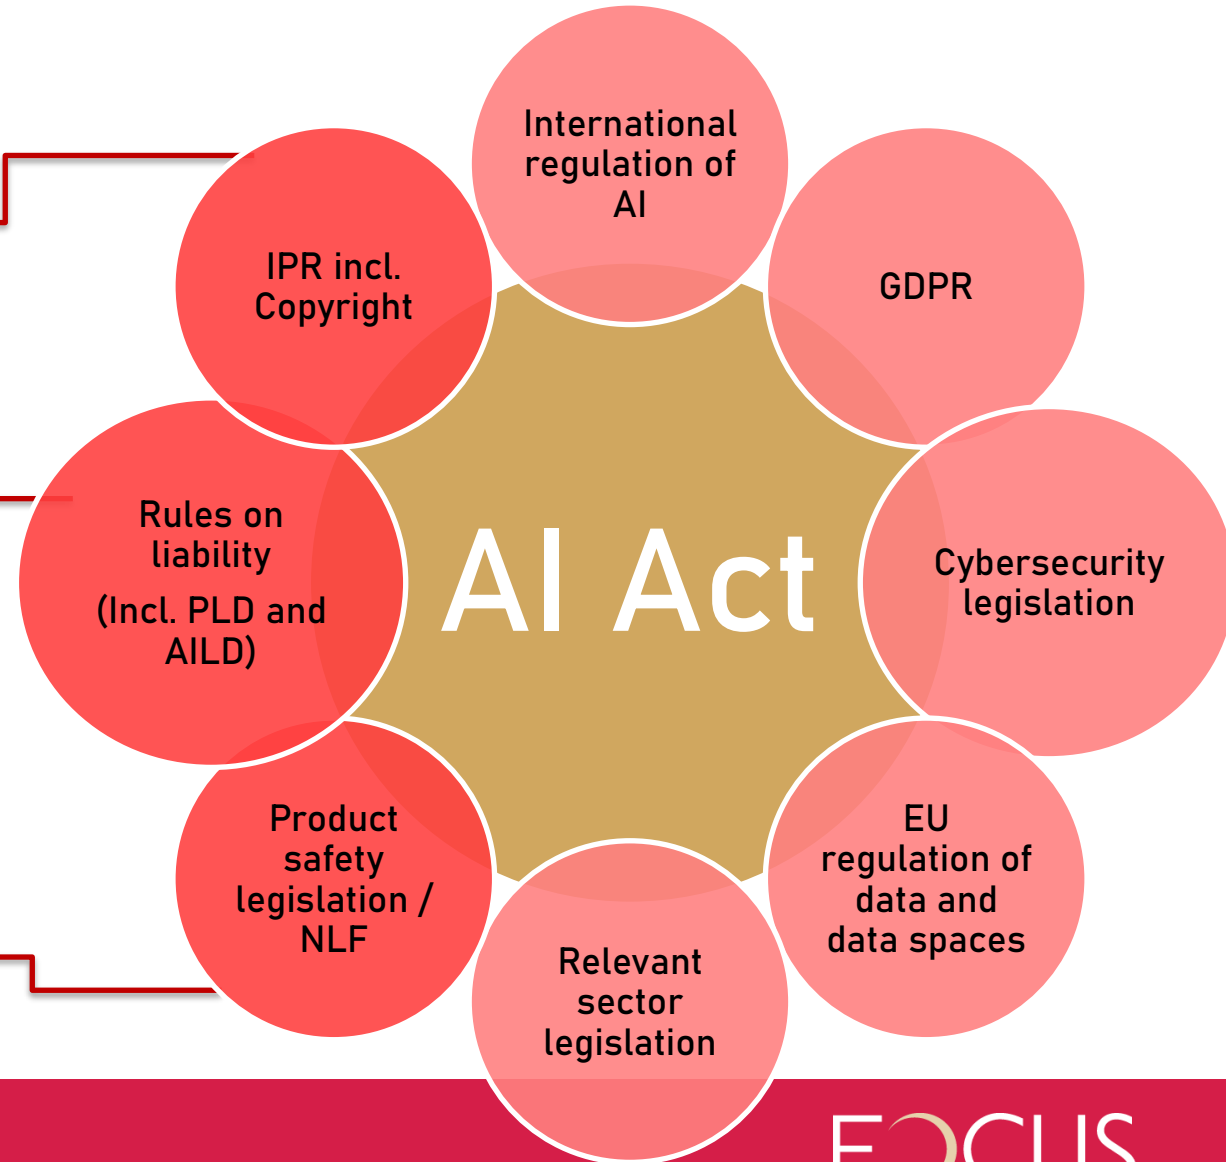 International
regulation of
AI
GDPR
Cybersecurity
legislation
EU
regulation of
data and
data spaces
Relevant
sector
legislation
Product
safety
legislation /
NLF
Rules on
liability
(Incl. PLD and
AILD)
IPR incl.
Copyright
AI Act
FOCUS